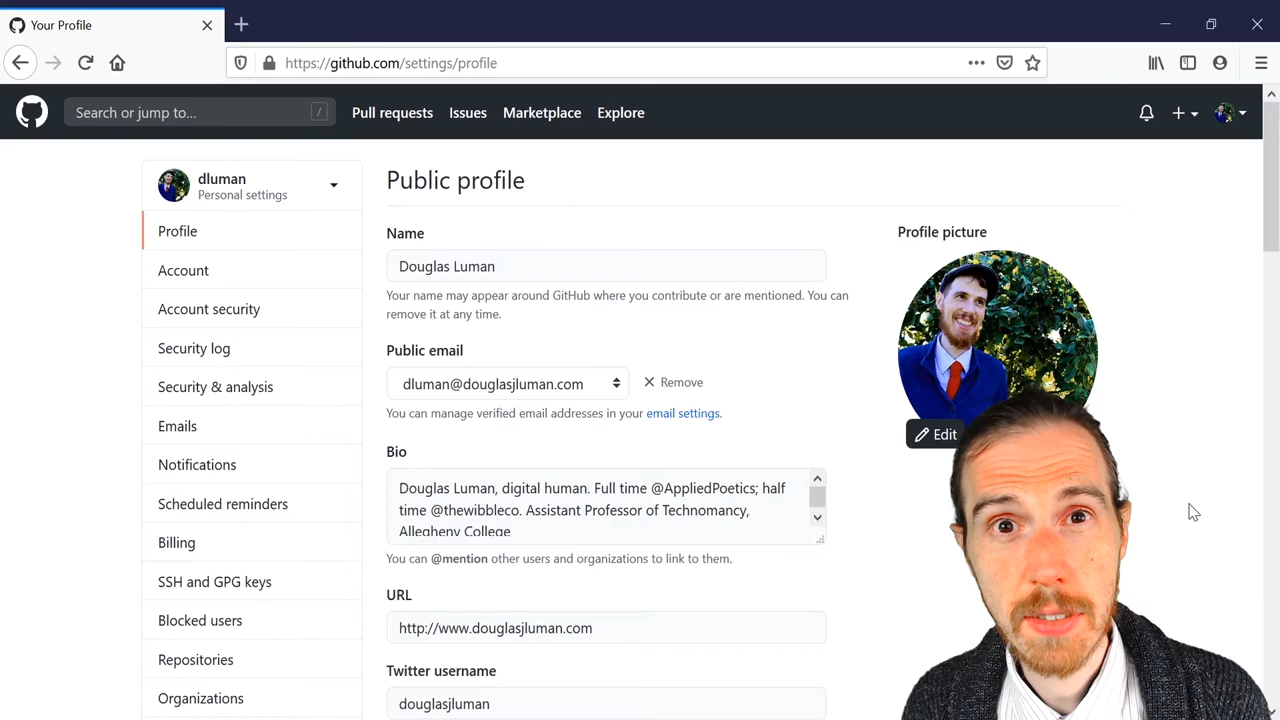 Your Profile
https://github.com/settings/profile
Search or jump to...
/
Pull requests
Issues
Marketplace
Explore
dluman
Personal settings
Profile
Account
Account security
Security log
Security & analysis
Emails
Notifications
Scheduled reminders
Billing
SSH and GPG keys
Blocked users
Repositories
Organizations
Public profile
Name
Douglas Luman
Your name may appear around GitHub where you contribute or are mentioned. You can
remove it at any time.
Public email
dluman@douglasjluman.com
Remove
You can manage verified email addresses in your email settings.
Bio
Douglas Luman, digital human. Full time @AppliedPoetics; half
time @thewibbleco. Assistant Professor of Technomancy,
Allegheny College
You can @mention other users and organizations to link to them.
URL
http://www.douglasjluman.com
Twitter username
douglasjluman
Profile picture
Edit